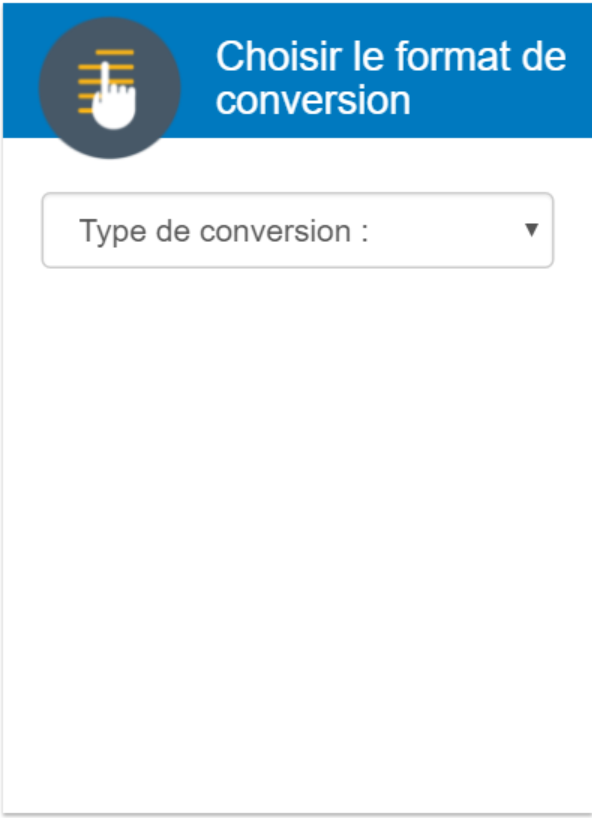 Choisir le format de
conversion
Type de conversion :